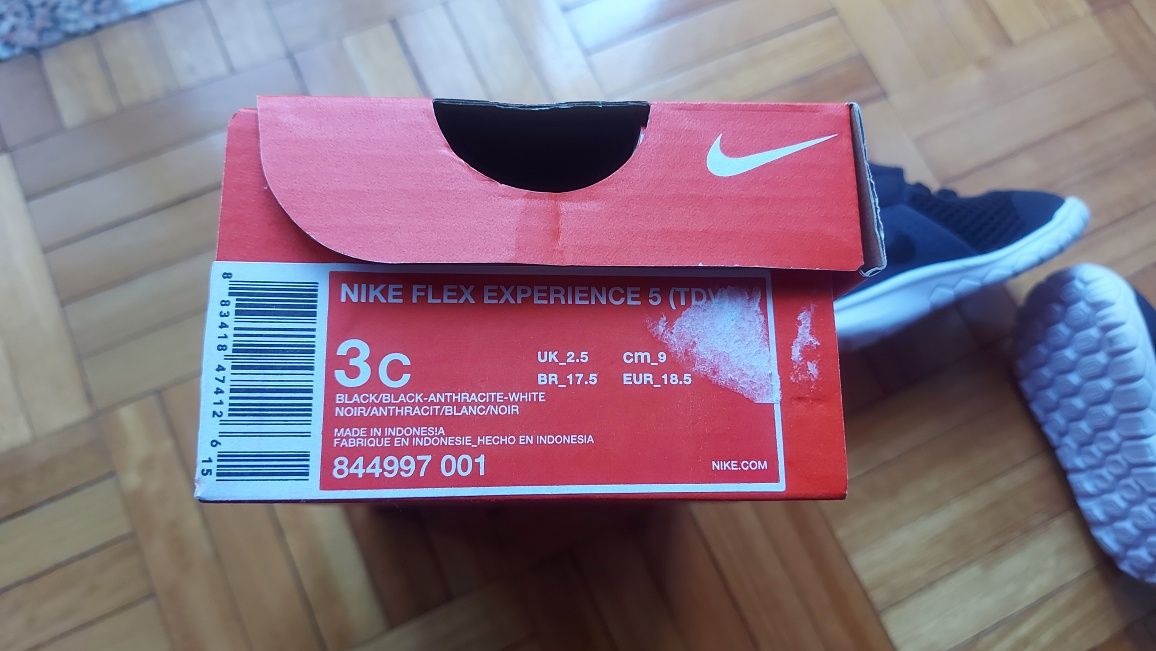 NIKE FLEX EXPERIENCE 5 (TDV)
3C
UK_2.5 cm_9
BR_17.5 EUR_18.5
BLACK/BLACK-ANTHRACITE-WHITE
NOIR/ANTHRACIT/BLANC/NOIR
MADE IN INDONESIA
FABRIQUE EN INDONESIE_HECHO EN INDONESIA
844997 001
NIKE.COM
8 83418 47412 6 15